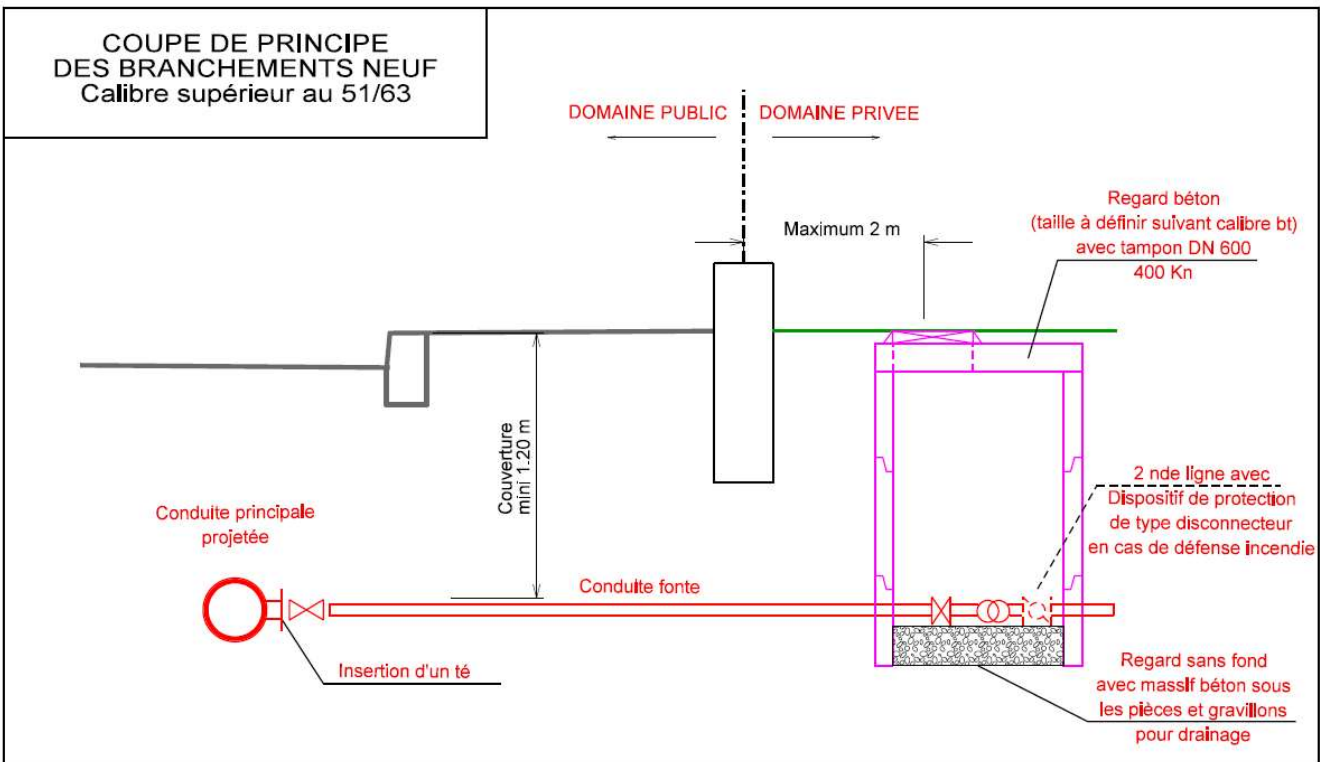 COUPE DE PRINCIPE
DES BRANCHEMENTS NEUF
Calibre supérieur au 51/63
DOMAINE PUBLIC
DOMAINE PRIVEE
Maximum 2 m
Regard béton
(taille à définir suivant calibre bt)
avec tampon DN 600
400 Kn
Couverture
mini 1.20 m
2 nde ligne avec
Dispositif de protection
de type disconnecteur
en cas de défense incendie
Conduite principale
projetée
Conduite fonte
Insertion d'un té
Regard sans fond
avec massif béton sous
les pièces et gravillons
pour drainage